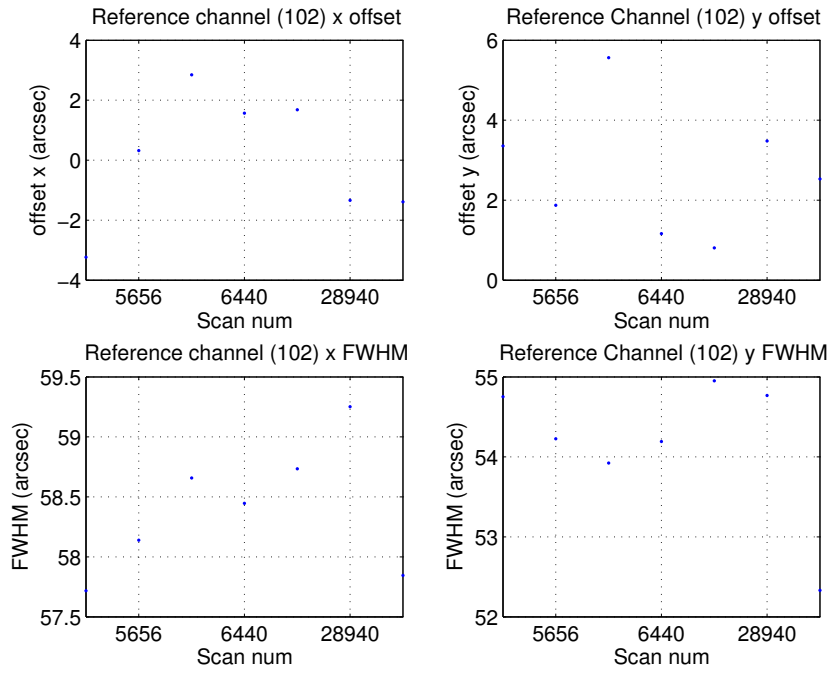 Reference channel (102) x offset
4
2
0
−2
−4
offset x (arcsec)
5656 6440 28940
Scan num
Reference Channel (102) y offset
6
4
2
0
offset y (arcsec)
5656 6440 28940
Scan num
Reference channel (102) x FWHM
59.5
59
58.5
58
57.5
FWHM (arcsec)
5656 6440 28940
Scan num
Reference Channel (102) y FWHM
55
54
53
52
FWHM (arcsec)
5656 6440 28940
Scan num